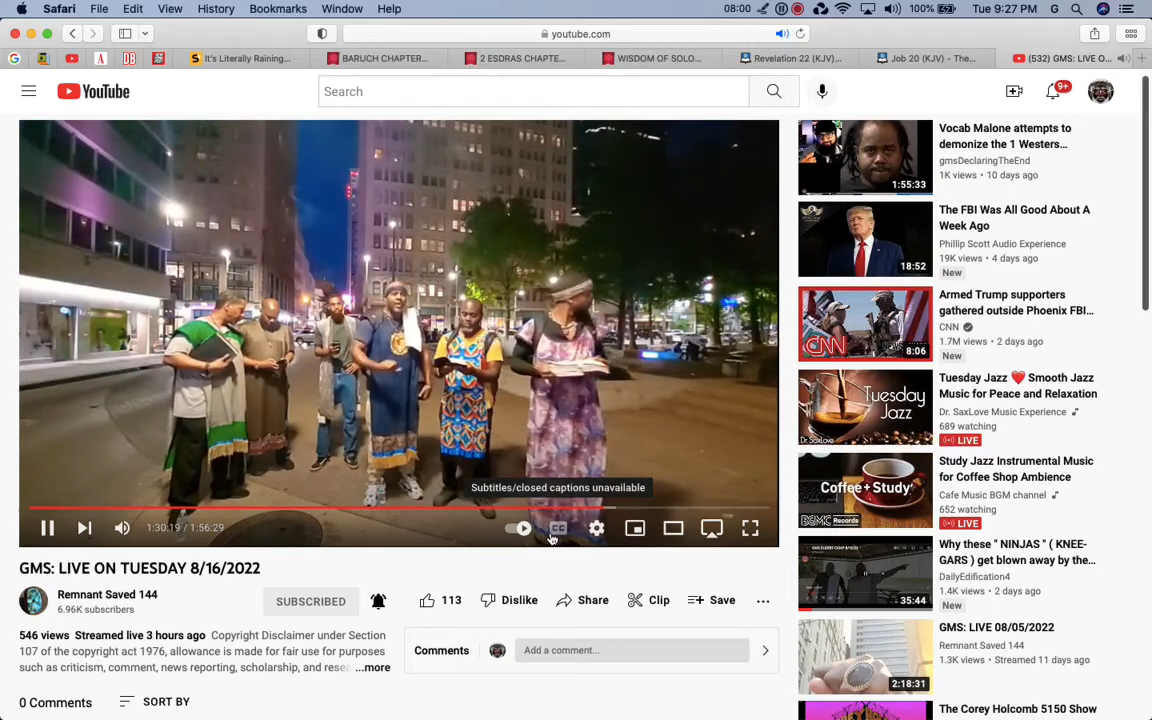 Safari File Edit View History Bookmarks Window Help 08:00 100% Tue 9:27 PM G
youtube.com
It's Literally Raining... BARUCH CHAPTER... 2 ESDRAS CHAPTE... WISDOM OF SOLO... Revelation 22 (KJV)... Job 20 (KJV) - The... (532) GMS: LIVE O...
YouTube
Search
9+
Subtitles/closed captions unavailable
1:30:19 / 1:56:29
GMS: LIVE ON TUESDAY 8/16/2022
Remnant Saved 144
6.96K subscribers
SUBSCRIBED
113 Dislike Share Clip Save
546 views Streamed live 3 hours ago Copyright Disclaimer under Section
107 of the copyright act 1976, allowance is made for fair use for purposes
such as criticism, comment, news reporting, scholarship, and resea ...more
Comments Add a comment...
0 Comments SORT BY
Vocab Malone attempts to
demonize the 1 Westers...
gmsDeclaringTheEnd
1K views • 10 days ago
1:55:33
The FBI Was All Good About A
Week Ago
Phillip Scott Audio Experience
19K views • 4 days ago
New
18:52
Armed Trump supporters
gathered outside Phoenix FBI...
CNN
1.7M views • 2 days ago
New
CNN
8:06
Tuesday Jazz ❤️ Smooth Jazz
Music for Peace and Relaxation
Dr. SaxLove Music Experience
689 watching
LIVE
Tuesday
Jazz
Study Jazz Instrumental Music
for Coffee Shop Ambience
Cafe Music BGM channel
652 watching
LIVE
Coffee+Study
BGMC Records
Why these " NINJAS " ( KNEE-
GARS ) get blown away by the...
DailyEdification4
1.4K views • 2 days ago
New
35:44
GMS: LIVE 08/05/2022
Remnant Saved 144
1.3K views • Streamed 11 days ago
2:18:31
The Corey Holcomb 5150 Show